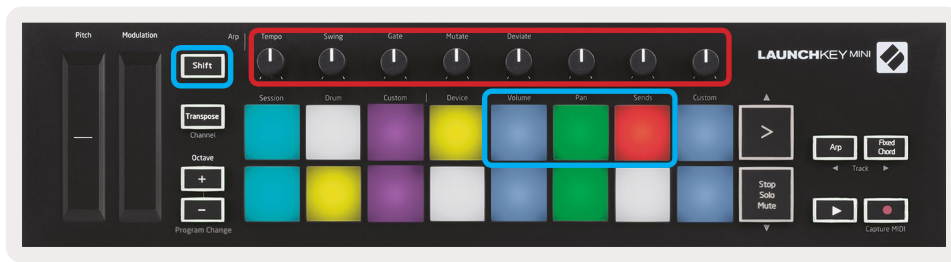 Pitch Modulation Arp Tempo Swing Gate Mutate Deviate
LAUNCHKEY MINI
Shift
Session Drum Custom Device Volume Pan Sends Custom
Transpose
Channel
>
Octave
+
-
Program Change
Stop
Solo
Mute
Arp
Fixed
Chord
Track
Capture MIDI